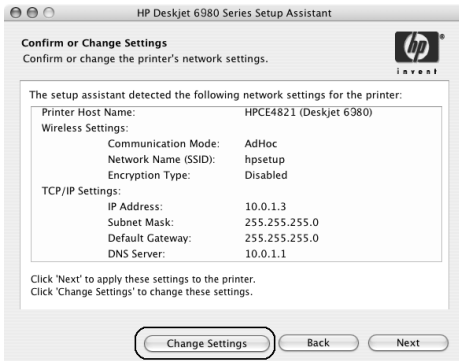 HP Deskjet 6980 Series Setup Assistant
Confirm or Change Settings
Confirm or change the printer's network settings.
hp
invent
The setup assistant detected the following network settings for the printer:
Printer Host Name: HPCE4821 (Deskjet 6980)
Wireless Settings:
Communication Mode: AdHoc
Network Name (SSID): hpsetup
Encryption Type: Disabled
TCP/IP Settings:
IP Address: 10.0.1.3
Subnet Mask: 255.255.255.0
Default Gateway: 255.255.255.0
DNS Server: 10.0.1.1
Click 'Next' to apply these settings to the printer.
Click 'Change Settings' to change these settings.
Change Settings Back Next